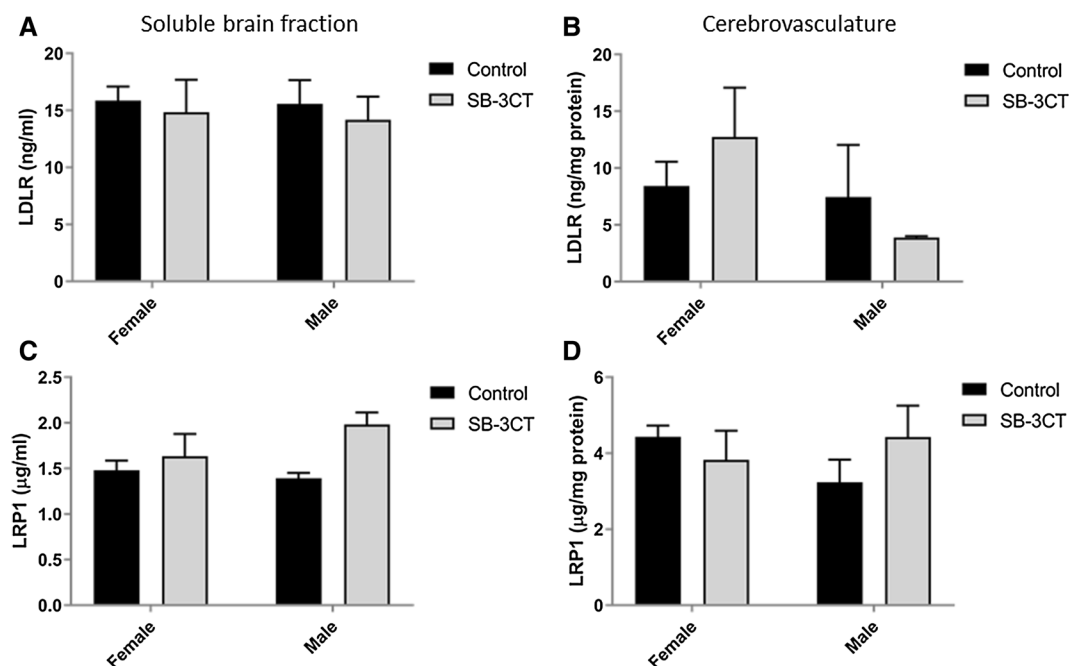 A Soluble brain fraction
20
15
10
5
0
LDLR (ng/ml)
Control
SB-3CT
Female
Male
B Cerebrovasculature
20
15
10
5
0
LDLR (ng/mg protein)
Control
SB-3CT
Female
Male
C
2.5
2.0
1.5
1.0
0.5
0.0
LRP1 (μg/ml)
Control
SB-3CT
Female
Male
D
6
4
2
0
LRP1 (μg/mg protein)
Control
SB-3CT
Female
Male